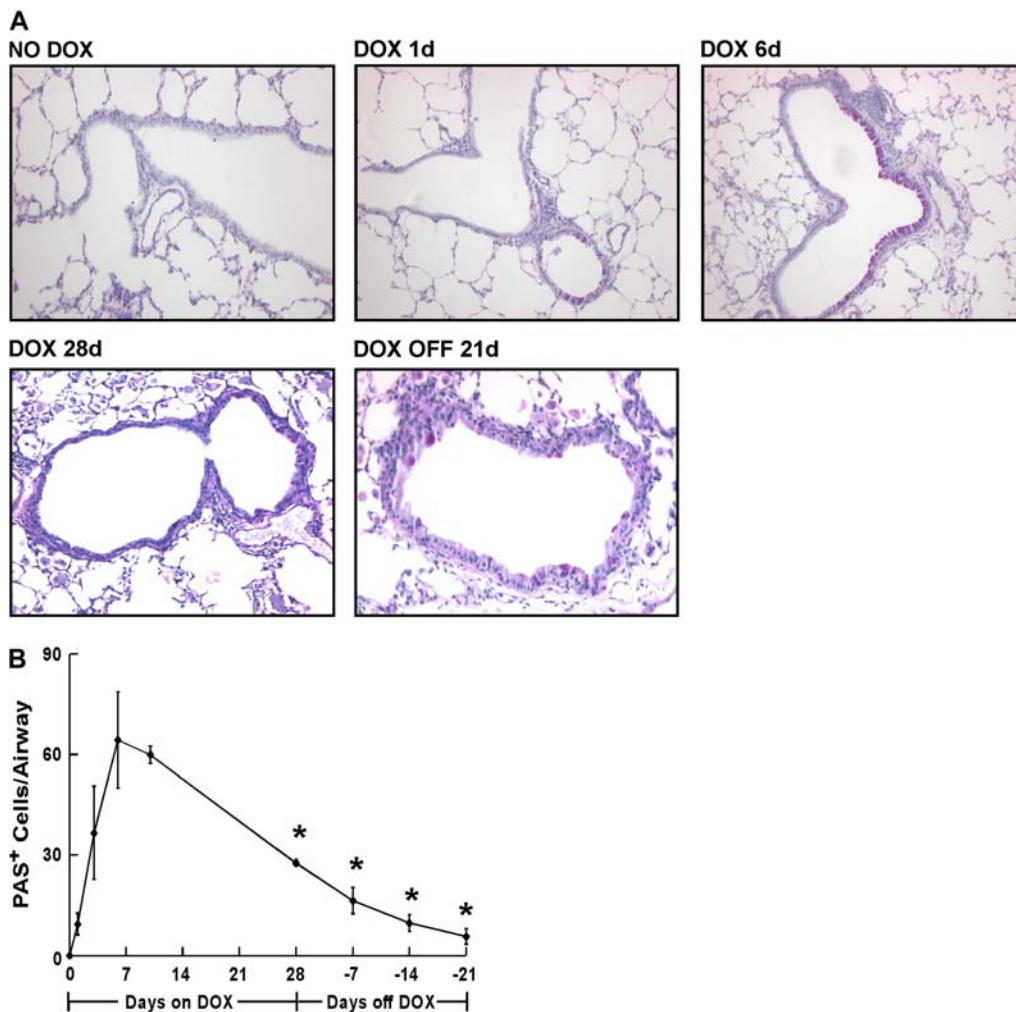 A
NO DOX
DOX 1d
DOX 6d
DOX 28d
DOX OFF 21d
B
PAS+ Cells/Airway
90
60
30
0
*
*
*
*
0 7 14 21 28 -7 -14 -21
Days on DOX
Days off DOX